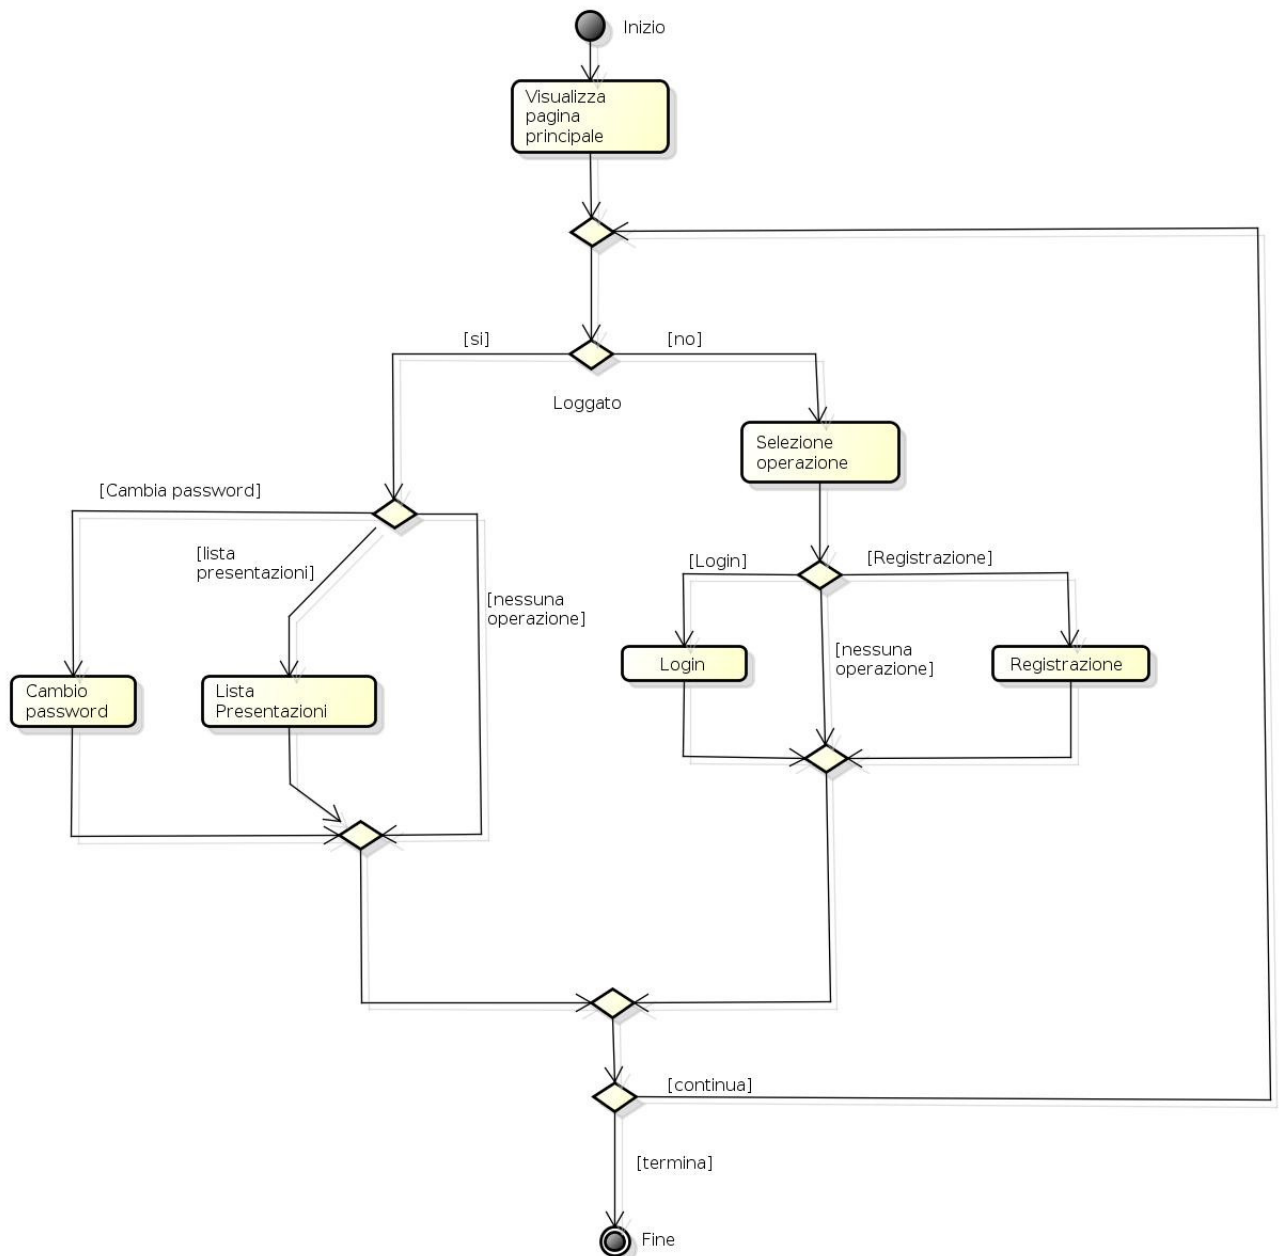 Inizio
Visualizza
pagina
principale
[si]
[no]
Loggato
Selezione
operazione
[Cambia password]
[lista
presentazioni]
[nessuna
operazione]
[Login]
[Registrazione]
[nessuna
operazione]
Login
Registrazione
Cambio
password
Lista
Presentazioni
[continua]
[termina]
Fine